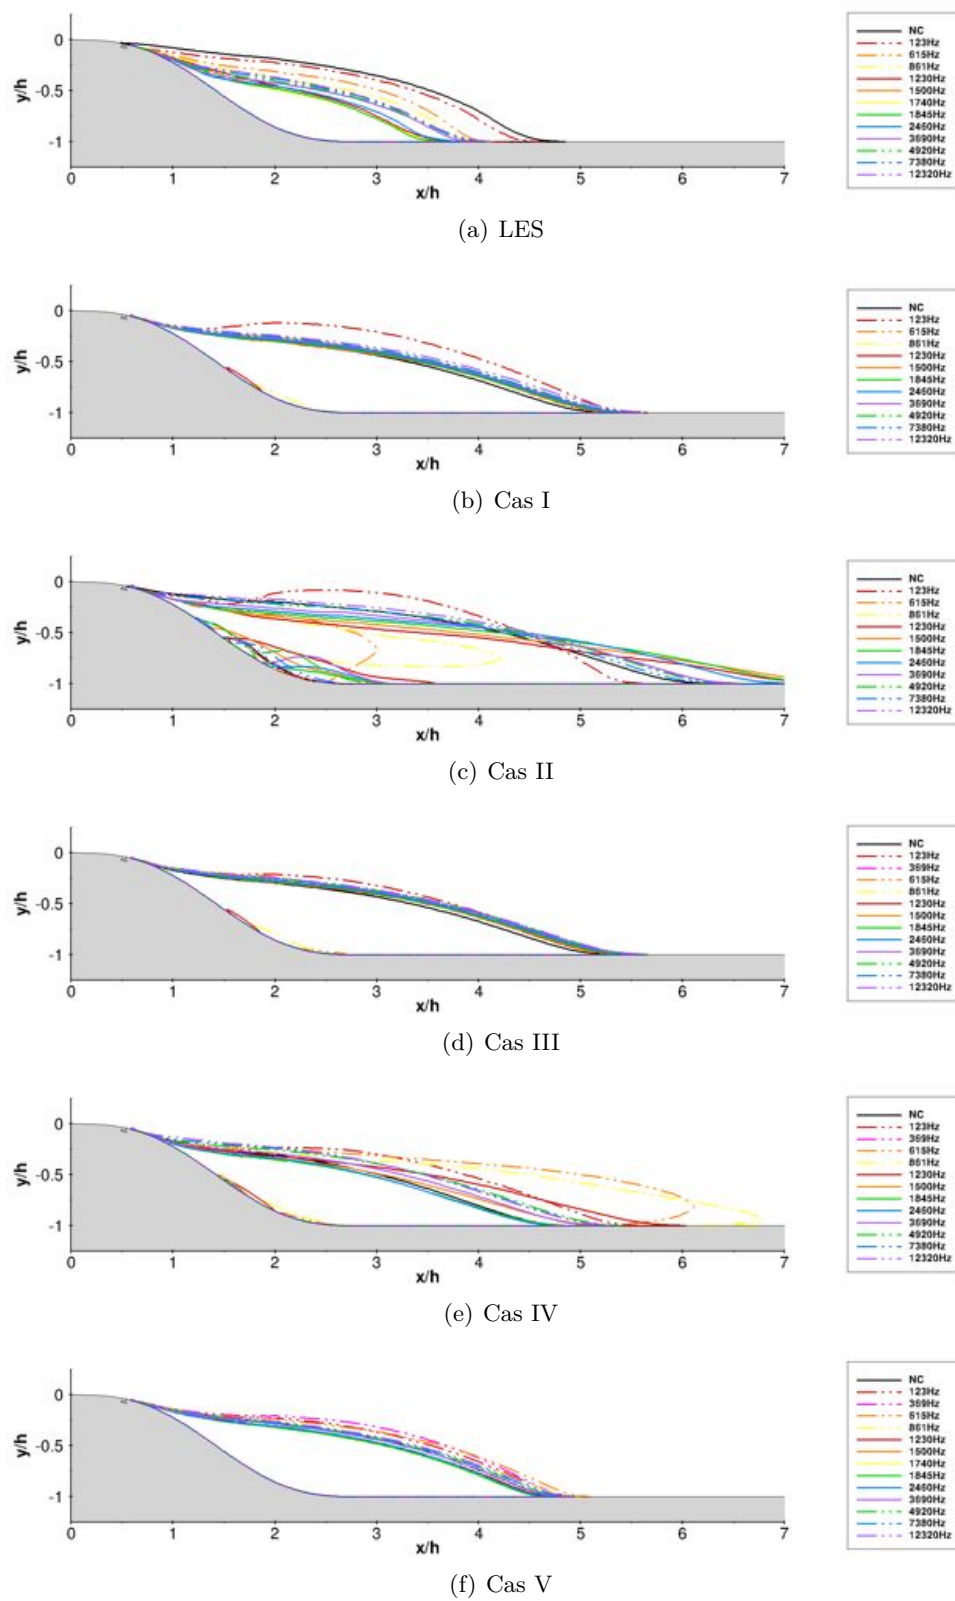 NC
123Hz
615Hz
861Hz
1230Hz
1500Hz
1740Hz
1845Hz
2460Hz
3690Hz
4920Hz
7380Hz
12320Hz
0
-0.5
-1
y/h
0 1 2 3 4 5 6 7
x/h
(a) LES
NC
123Hz
615Hz
861Hz
1230Hz
1500Hz
1845Hz
2460Hz
3690Hz
4920Hz
7380Hz
12320Hz
0
-0.5
-1
y/h
0 1 2 3 4 5 6 7
x/h
(b) Cas I
NC
123Hz
615Hz
861Hz
1230Hz
1500Hz
1845Hz
2460Hz
3690Hz
4920Hz
7380Hz
12320Hz
0
-0.5
-1
y/h
0 1 2 3 4 5 6 7
x/h
(c) Cas II
NC
123Hz
369Hz
615Hz
861Hz
1230Hz
1500Hz
1845Hz
2460Hz
3690Hz
4920Hz
7380Hz
12320Hz
0
-0.5
-1
y/h
0 1 2 3 4 5 6 7
x/h
(d) Cas III
NC
123Hz
369Hz
615Hz
861Hz
1230Hz
1500Hz
1845Hz
2460Hz
3690Hz
4920Hz
7380Hz
12320Hz
0
-0.5
-1
y/h
0 1 2 3 4 5 6 7
x/h
(e) Cas IV
NC
123Hz
369Hz
615Hz
861Hz
1230Hz
1500Hz
1740Hz
1845Hz
2460Hz
3690Hz
4920Hz
7380Hz
12320Hz
0
-0.5
-1
y/h
0 1 2 3 4 5 6 7
x/h
(f) Cas V